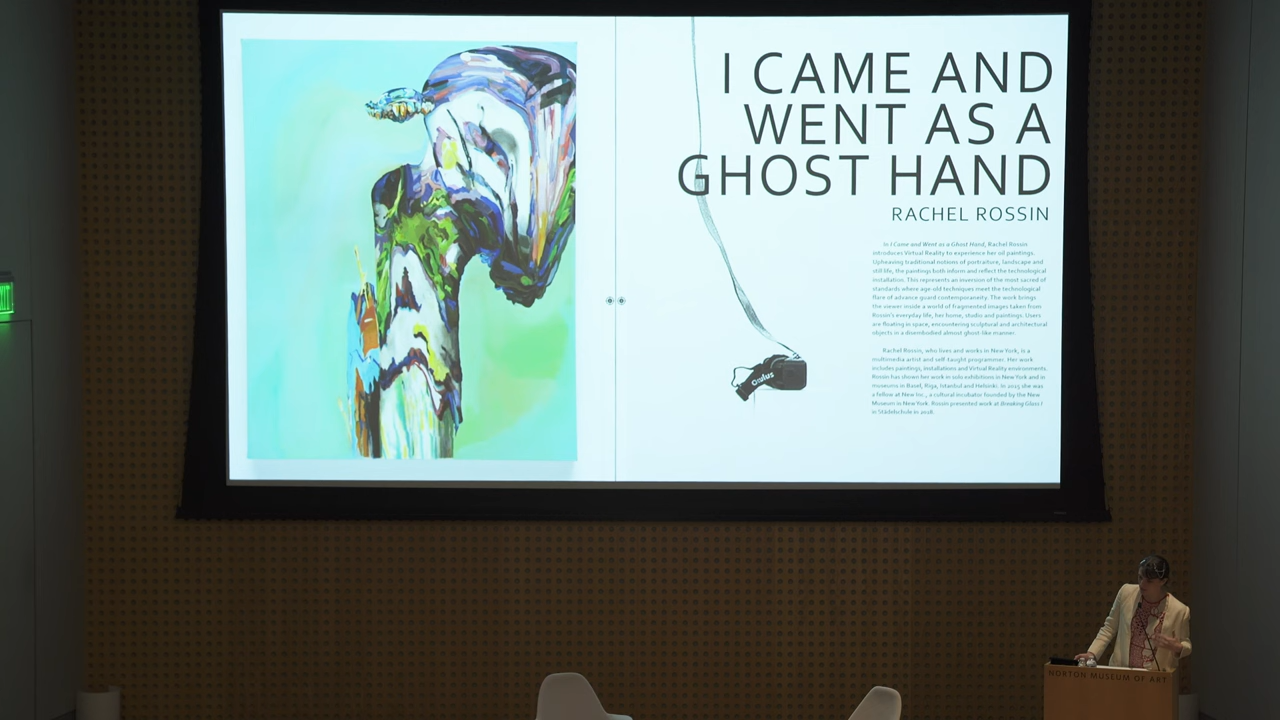 I CAME AND
WENT AS A
GHOST HAND
RACHEL ROSSIN
In I Came and Went as a Ghost Hand, Rachel Rossin
introduces Virtual Reality to experience her oil paintings.
Upheaving traditional notions of portraiture, landscape and
still life, the paintings both inform and reflect the technological
installation. This represents an inversion of the most sacred of
standards where age-old techniques meet the technological
flare of advance guard contemporaneity. The work brings
the viewer inside a world of fragmented images taken from
Rossin's everyday life, her home, studio and paintings. Users
are floating in space, encountering sculptural and architectural
objects in a disembodied almost ghost-like manner.
Rachel Rossin, who lives and works in New York, is a
multimedia artist and self-taught programmer. Her work
includes paintings, installations and Virtual Reality environments.
Rossin has shown her work in solo exhibitions in New York and in
museums in Basel, Riga, Istanbul and Helsinki. In 2015 she was
a fellow at New Inc., a cultural incubator founded by the New
Museum in New York. Rossin presented work at Breaking Glass I
in Städelschule in 2018.
Oculus
NORTON MUSEUM OF ART